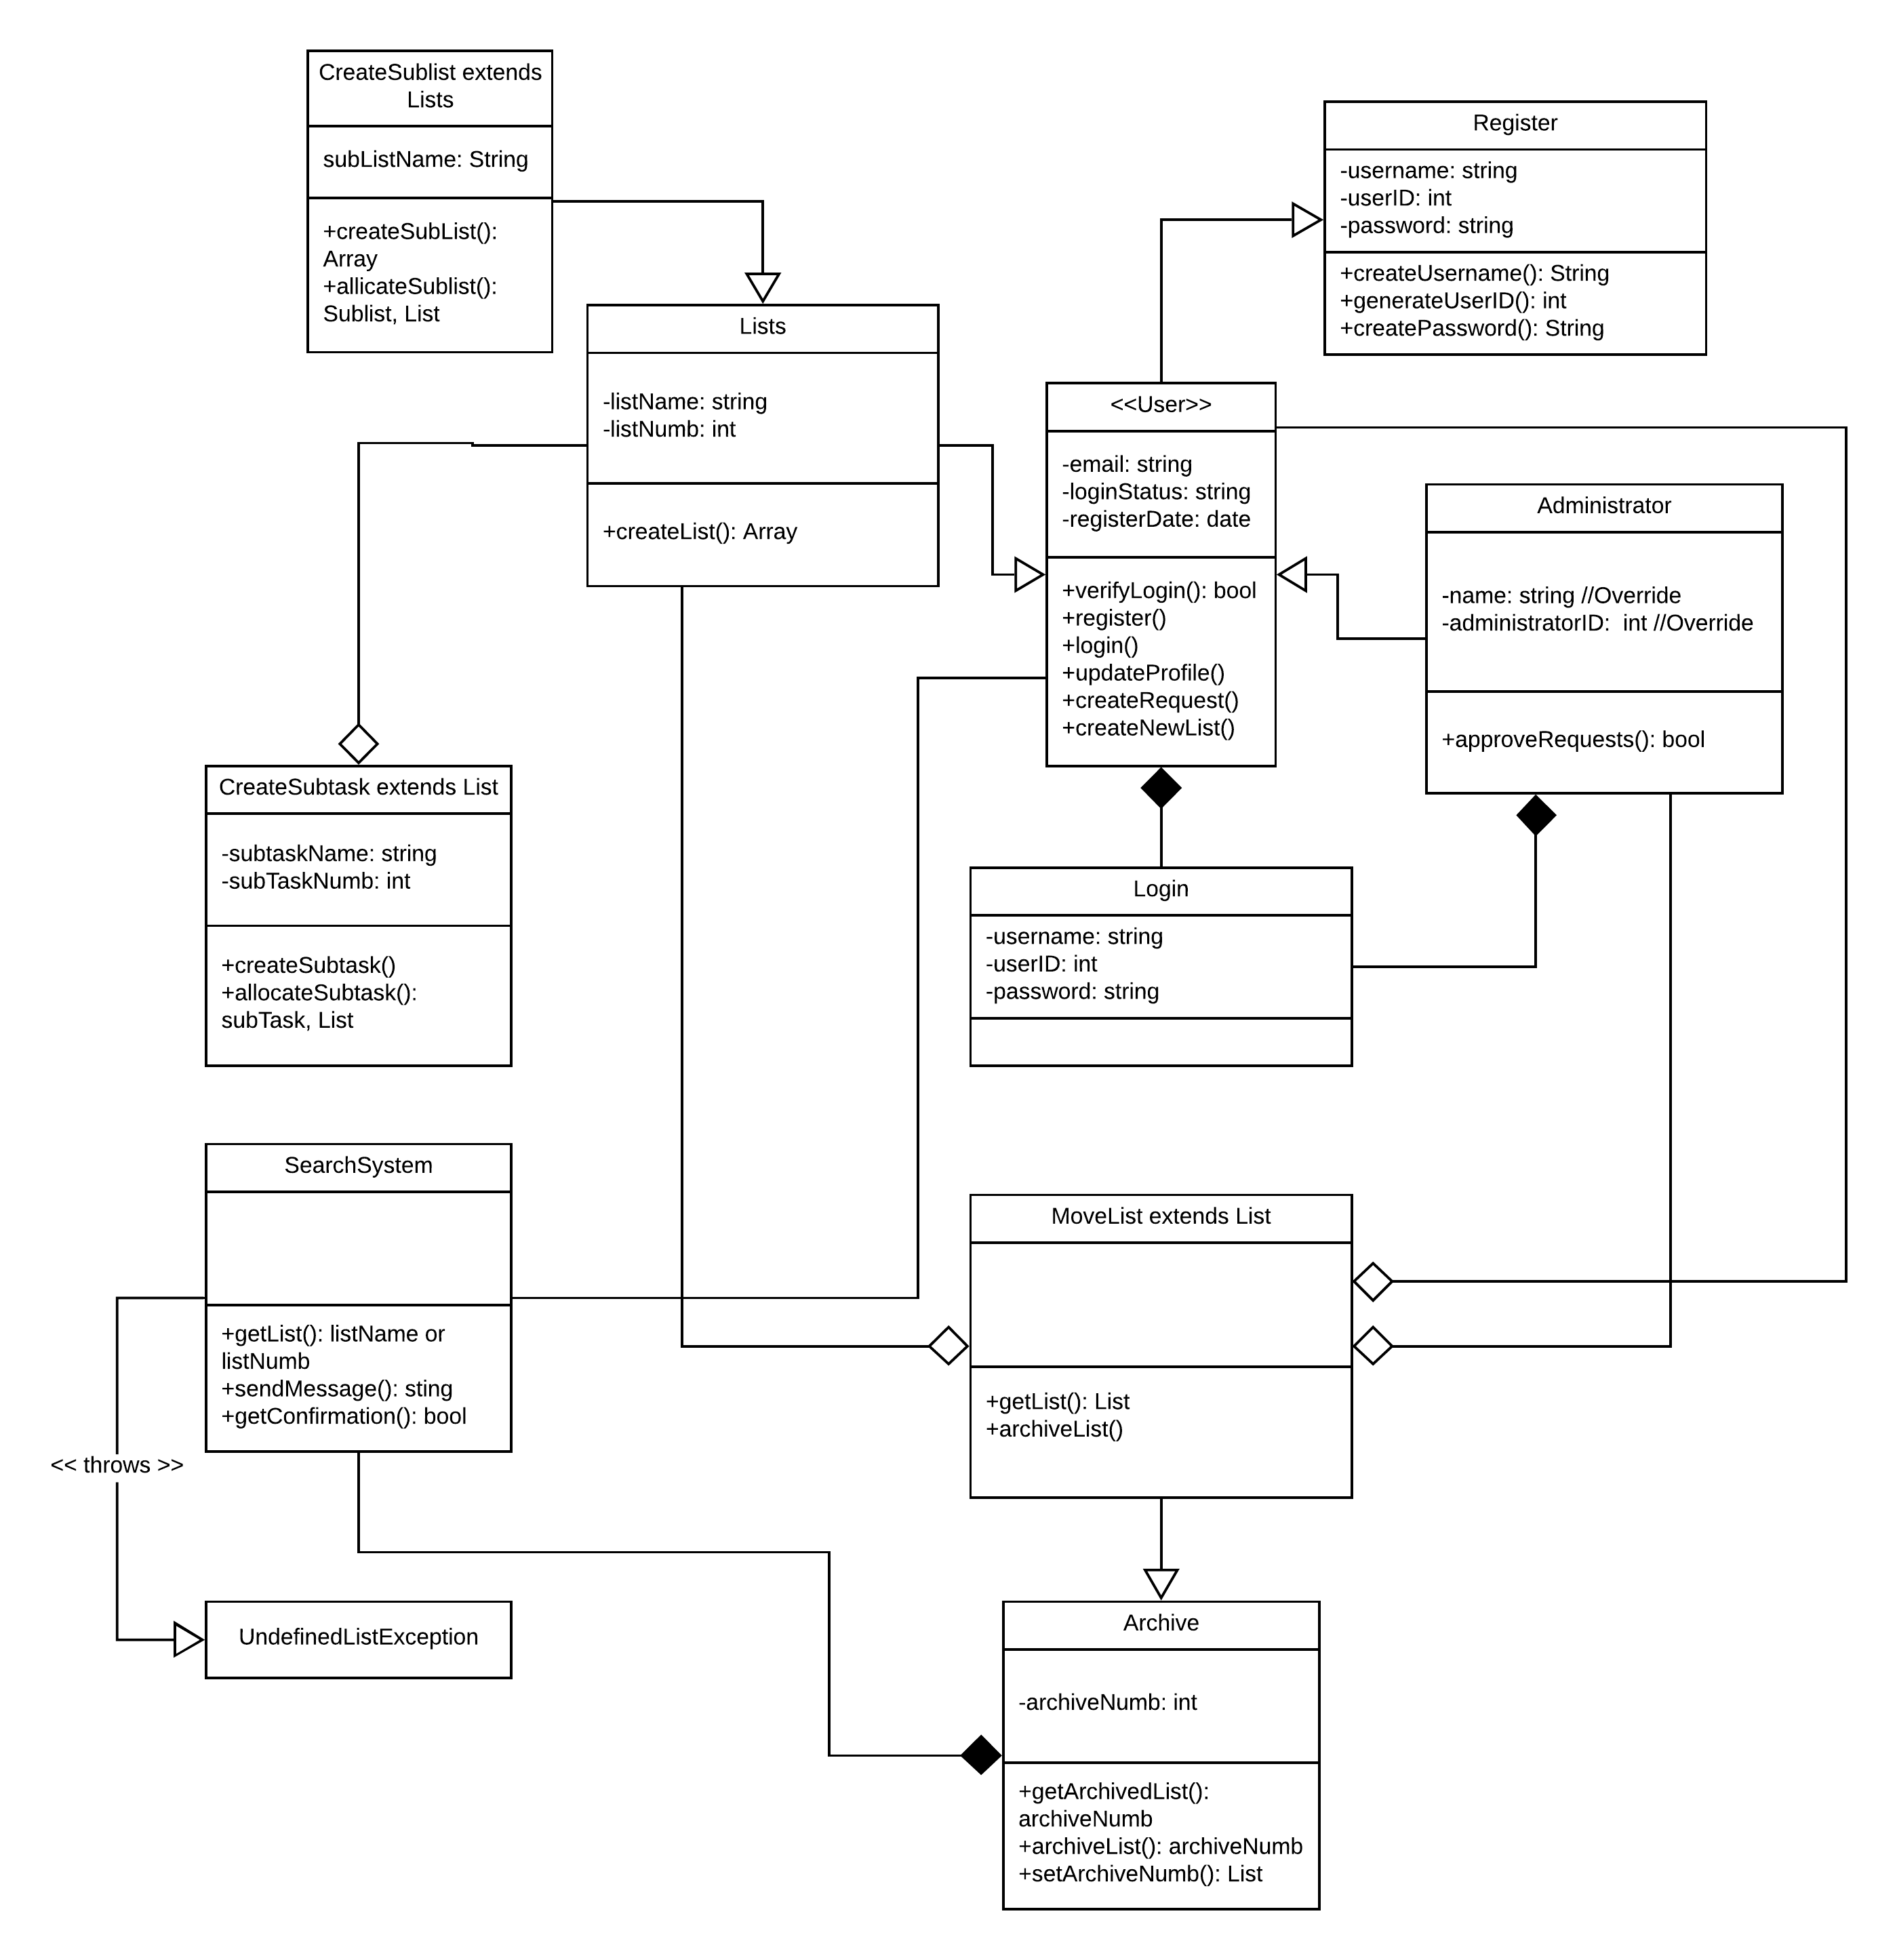 CreateSublist extends
Lists
subListName: String
+createSubList():
Array
+allicateSublist():
Sublist, List
Register
-username: string
-userID: int
-password: string
+createUsername(): String
+generateUserID(): int
+createPassword(): String
Lists
-listName: string
-listNumb: int
+createList(): Array
<<User>>
-email: string
-loginStatus: string
-registerDate: date
+verifyLogin(): bool
+register()
+login()
+updateProfile()
+createRequest()
+createNewList()
Administrator
-name: string //Override
-administratorID:  int //Override
+approveRequests(): bool
CreateSubtask extends List
-subtaskName: string
-subTaskNumb: int
+createSubtask()
+allocateSubtask():
subTask, List
Login
-username: string
-userID: int
-password: string
SearchSystem
+getList(): listName or
listNumb
+sendMessage(): sting
+getConfirmation(): bool
MoveList extends List
+getList(): List
+archiveList()
<< throws >>
UndefinedListException
Archive
-archiveNumb: int
+getArchivedList():
archiveNumb
+archiveList(): archiveNumb
+setArchiveNumb(): List